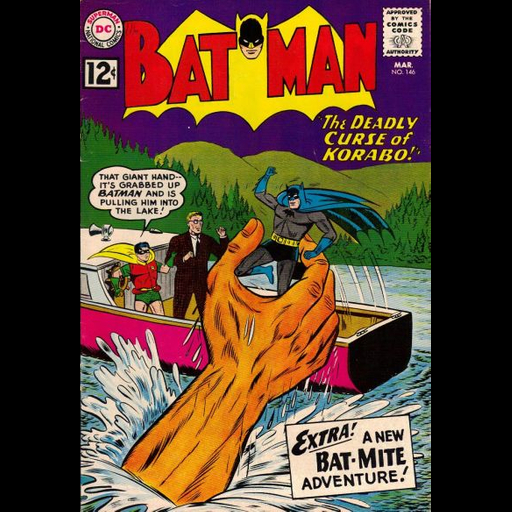 SUPERMAN
DC
NATIONAL COMICS
12¢
BATMAN
APPROVED
BY THE
COMICS
CODE
AUTHORITY
MAR.
NO. 146
"The DEADLY
CURSE of
KORABO!"
THAT GIANT HAND--
IT'S GRABBED UP
BATMAN AND IS
PULLING HIM INTO
THE LAKE!
EXTRA! A NEW
BAT-MITE
ADVENTURE!